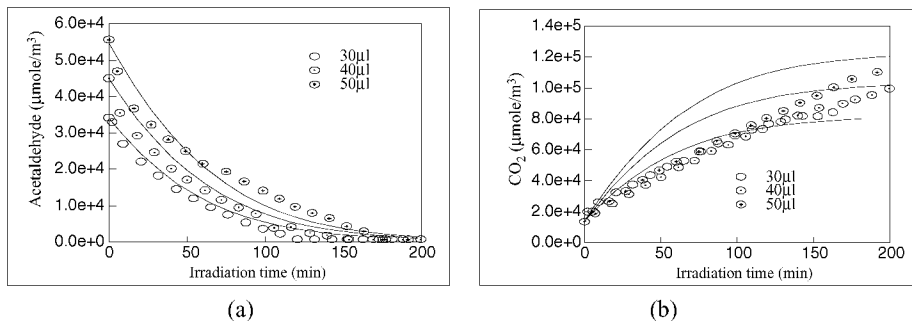 (a)
6.0e+4
5.0e+4
4.0e+4
3.0e+4
2.0e+4
1.0e+4
0.0e+4
Acetaldehyde (μmole/m³)
30μl
40μl
50μl
0
50
100
150
200
Irradiation time (min)
(a)
(b)
1.4e+5
1.2e+5
1.0e+5
8.0e+4
6.0e+4
4.0e+4
2.0e+4
0.0e+4
CO₂ (μmole/m³)
30μl
40μl
50μl
0
50
100
150
200
Irradiation time (min)
(b)